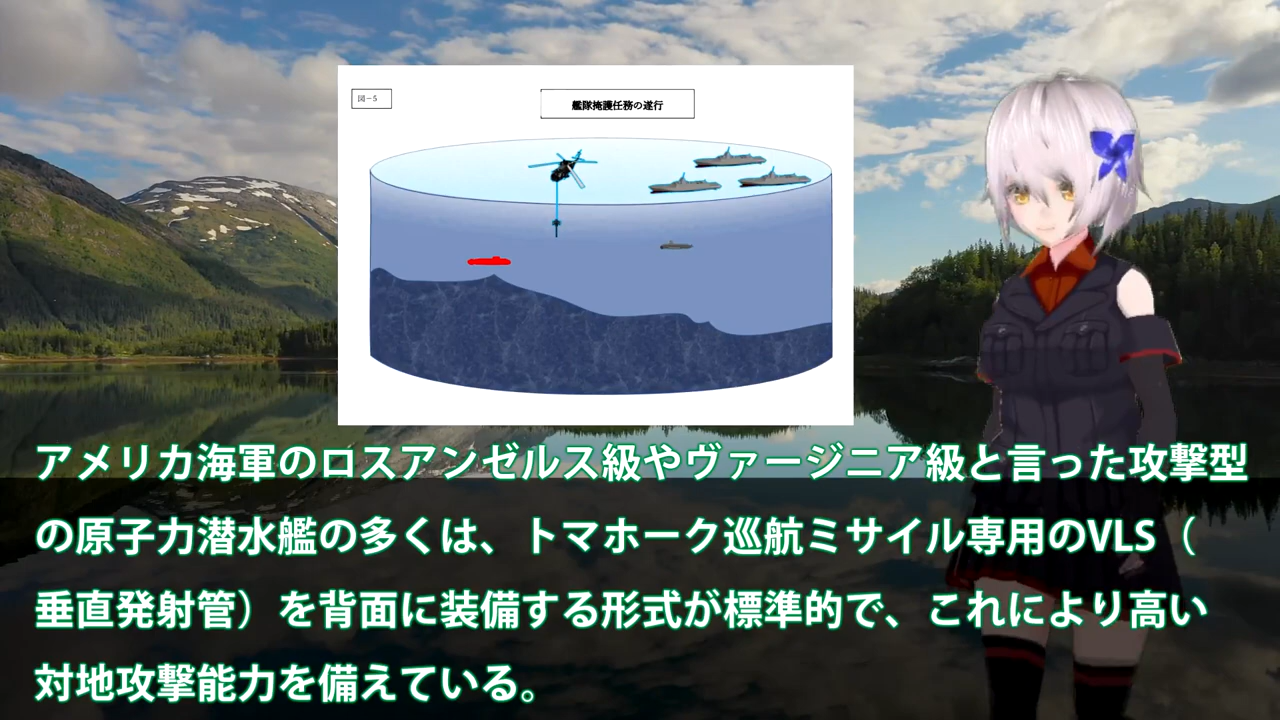 図－5
艦隊掩護任務の遂行
アメリカ海軍のロスアンゼルス級やヴァージニア級と言った攻撃型
の原子力潜水艦の多くは、トマホーク巡航ミサイル専用のVLS（
垂直発射管）を背面に装備する形式が標準的で、これにより高い
対地攻撃能力を備えている。